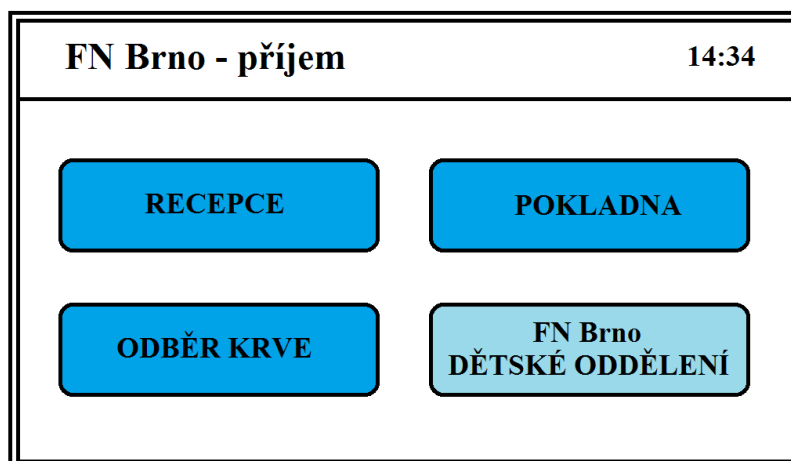 FN Brno - příjem
14:34
RECEPCE
POKLADNA
ODBĚR KRVE
FN Brno
DĚTSKÉ ODDĚLENÍ